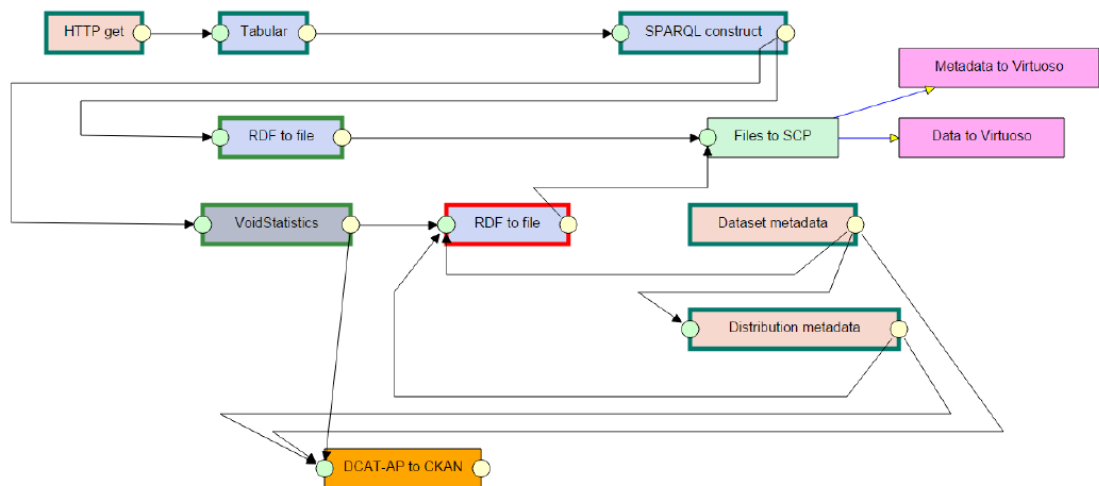 HTTP get
Tabular
SPARQL construct
Metadata to Virtuoso
RDF to file
Files to SCP
Data to Virtuoso
VoidStatistics
RDF to file
Dataset metadata
Distribution metadata
DCAT-AP to CKAN